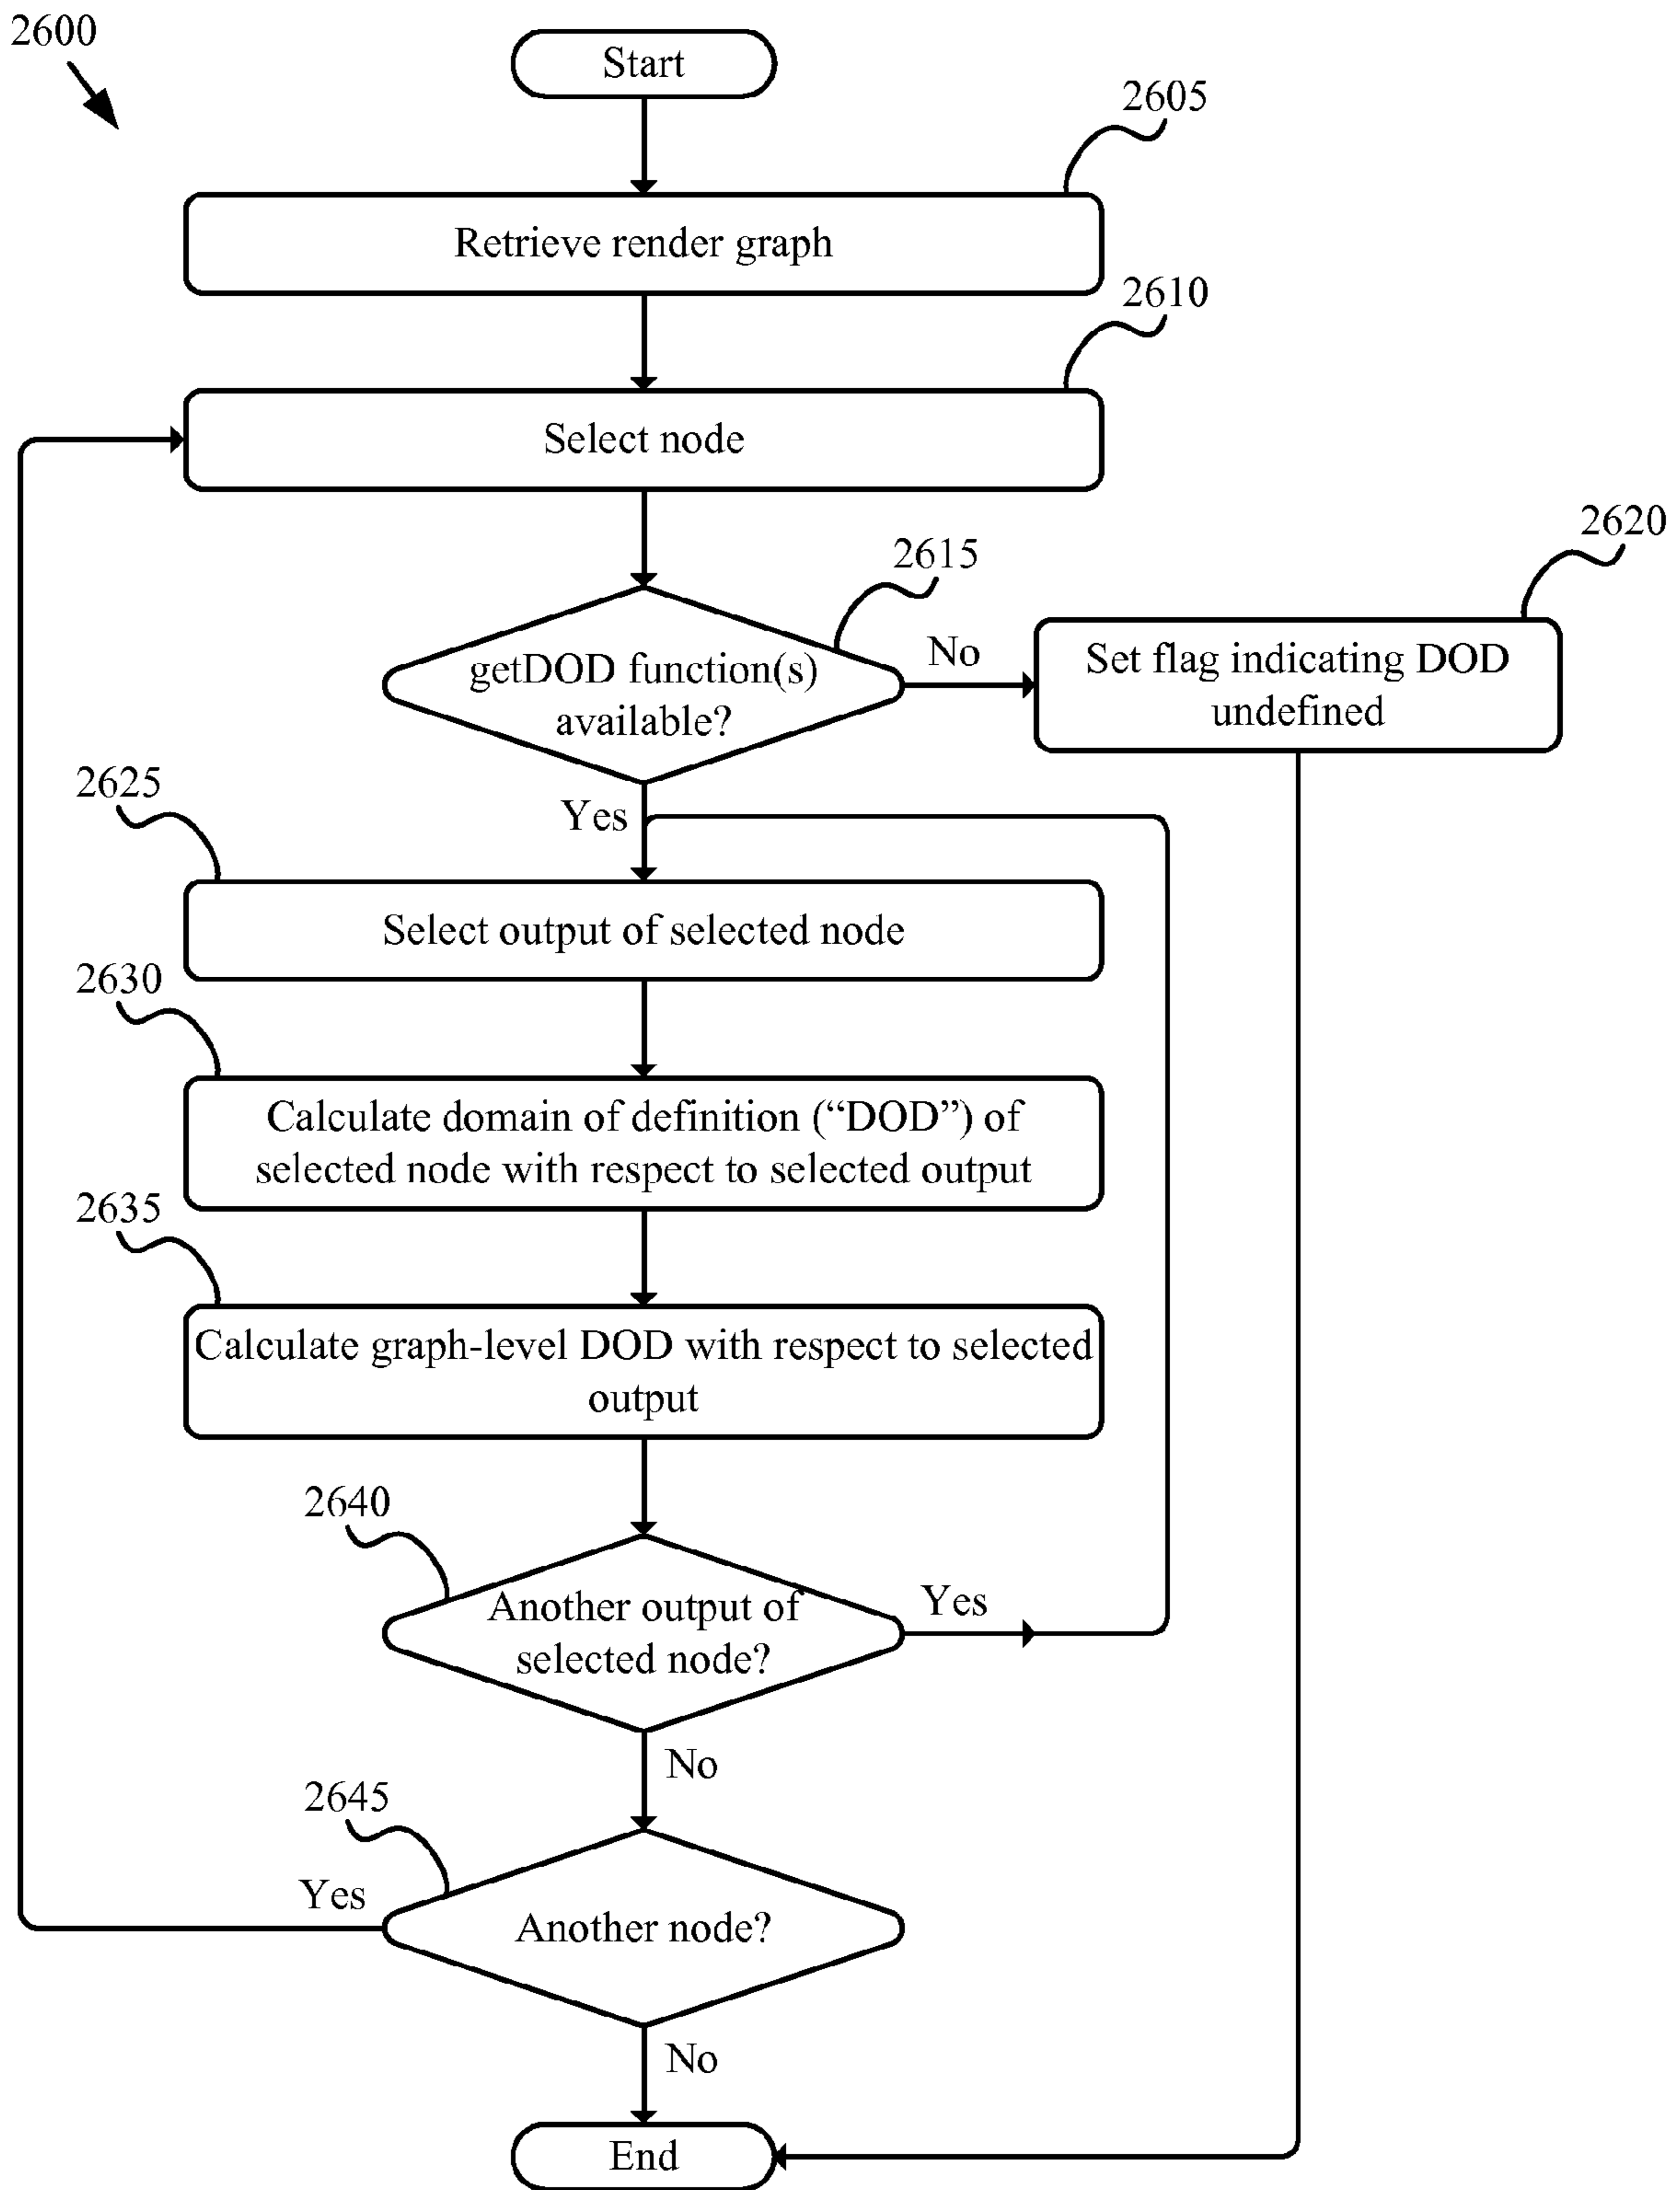 2600
Start
2605
Retrieve render graph
2610
Select node
2615
2620
getDOD function(s)
available?
No
Set flag indicating DOD
undefined
2625
Yes
Select output of selected node
2630
Calculate domain of definition (“DOD”) of
selected node with respect to selected output
2635
Calculate graph-level DOD with respect to selected
output
2640
Another output of
selected node?
Yes
No
2645
Yes
Another node?
No
End